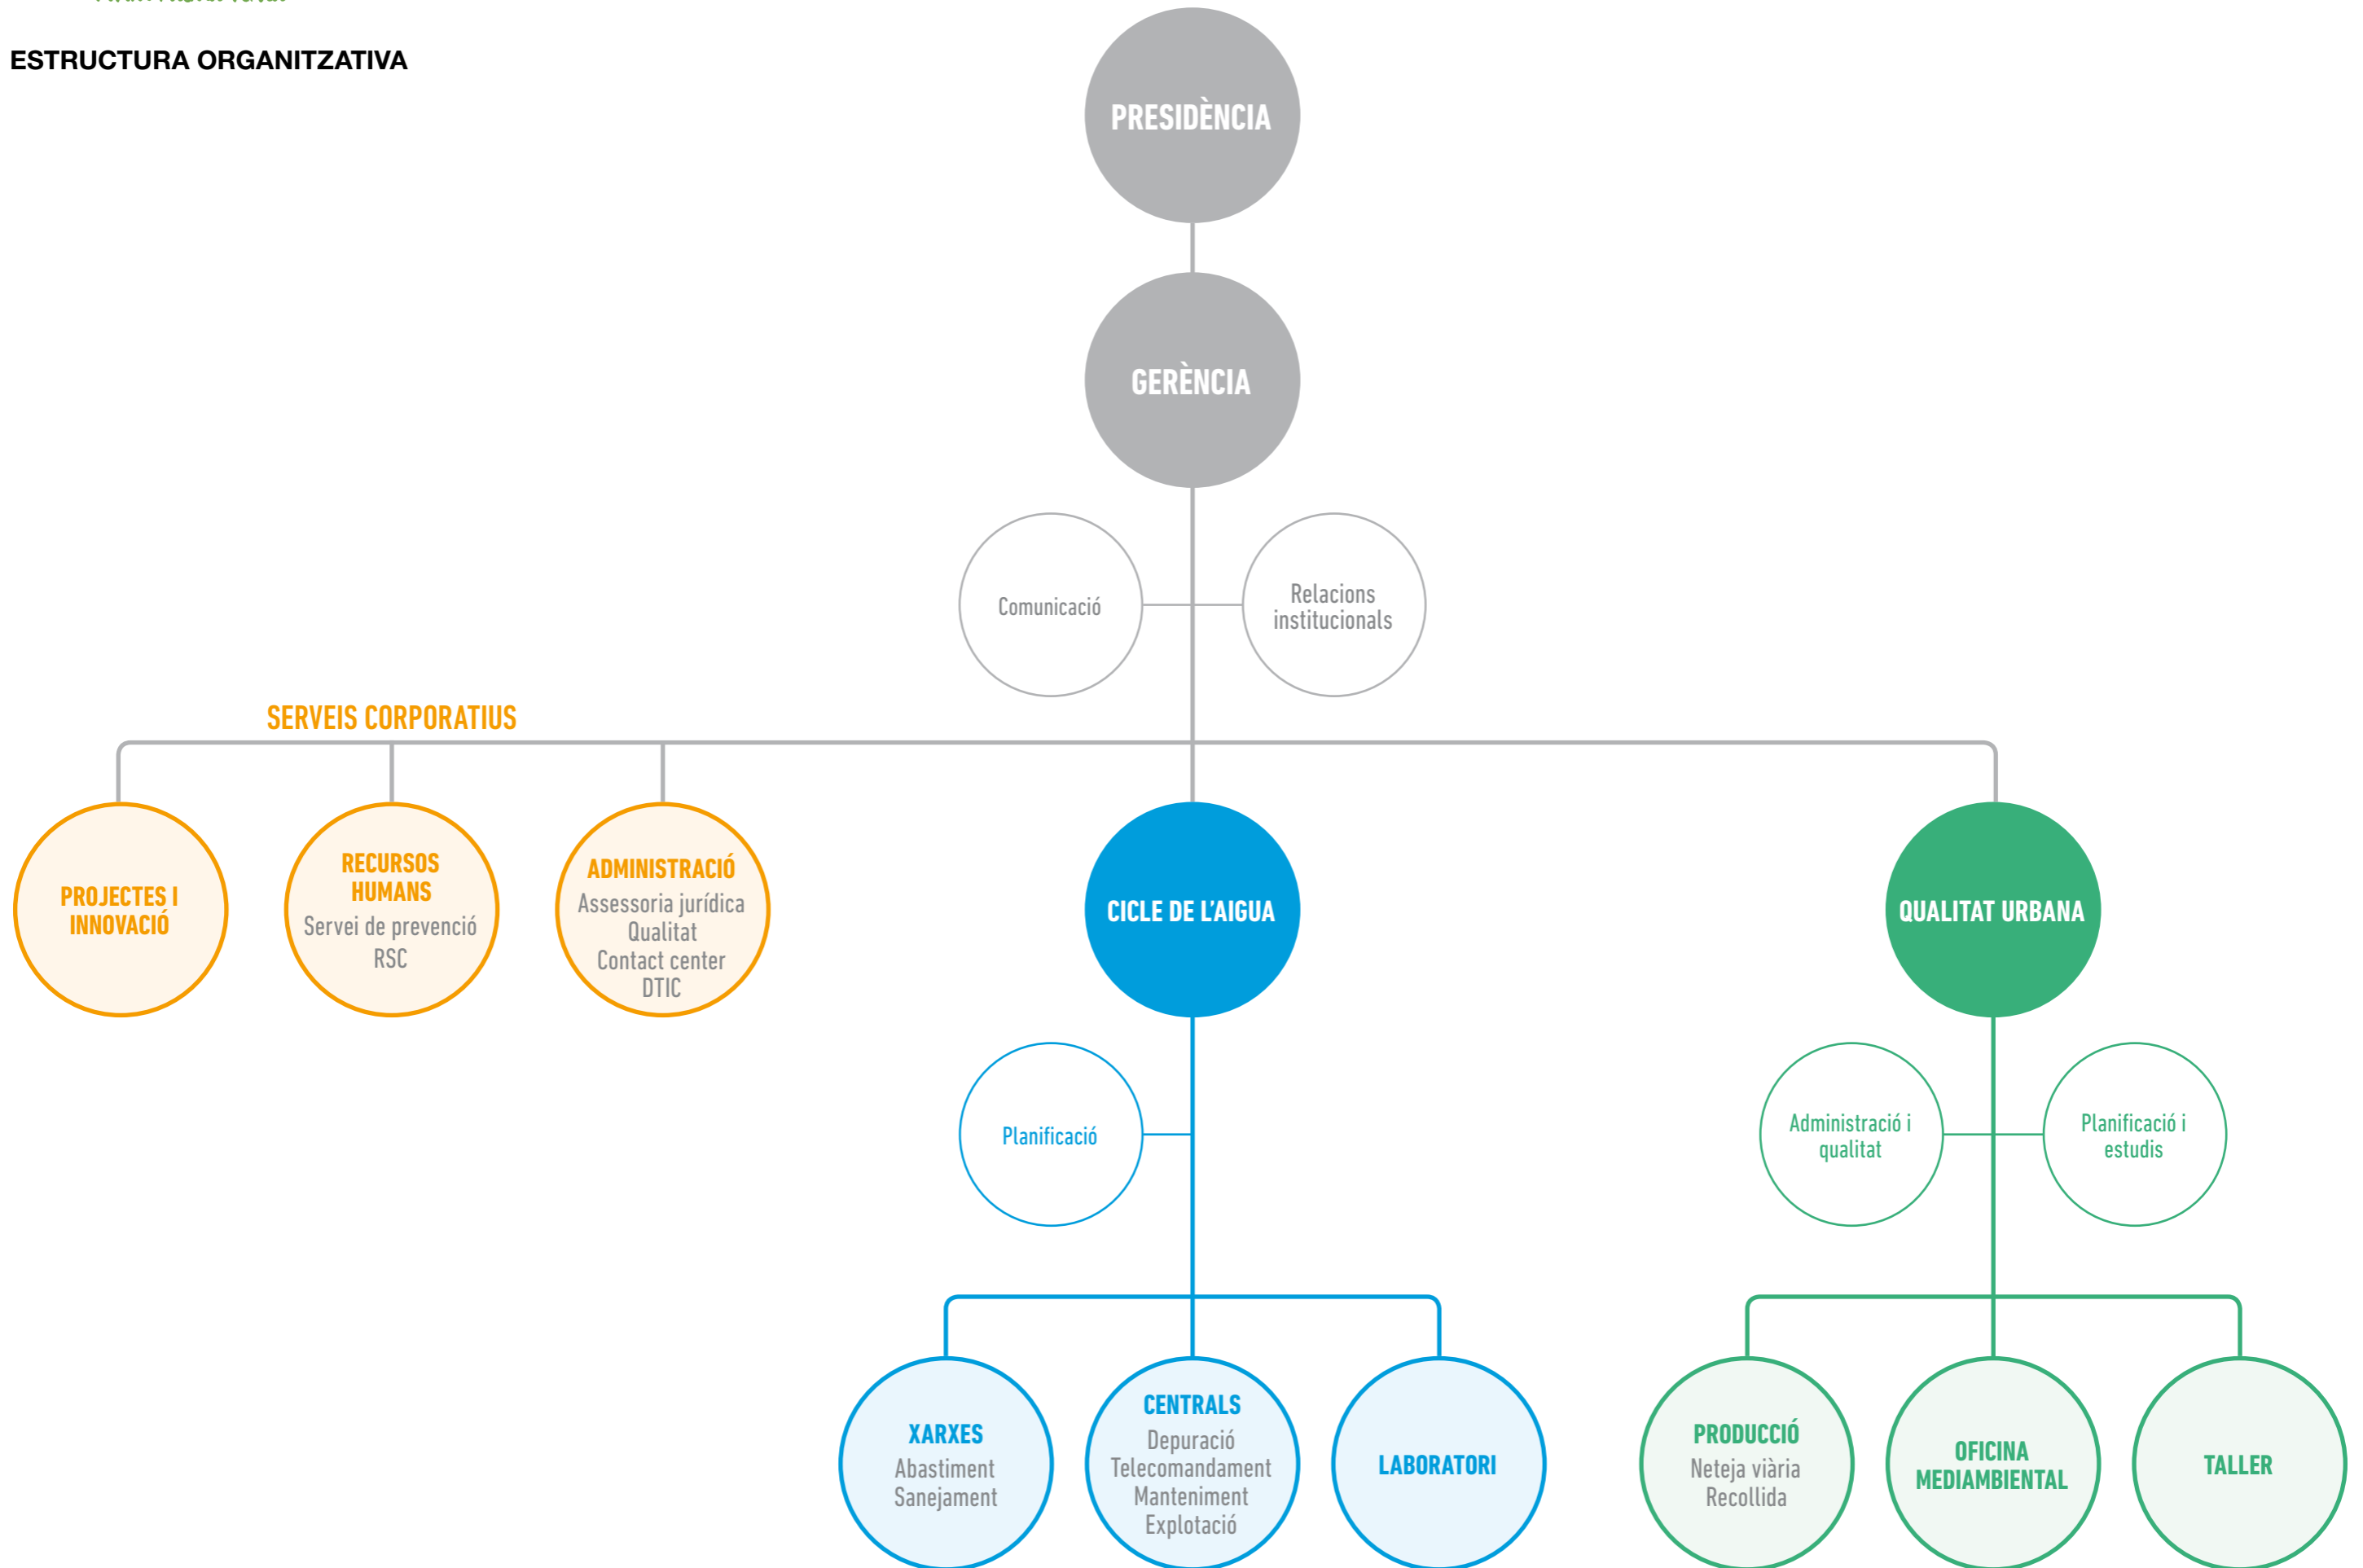 ESTRUCTURA ORGANITZATIVA
PRESIDÈNCIA
GERÈNCIA
Comunicació
Relacions
institucionals
SERVEIS CORPORATIUS
PROJECTES I
INNOVACIÓ
RECURSOS
HUMANS
Servei de prevenció
RSC
ADMINISTRACIÓ
Assessoria jurídica
Qualitat
Contact center
DTIC
CICLE DE L'AIGUA
QUALITAT URBANA
Planificació
Administració i
qualitat
Planificació i
estudis
XARXES
Abastiment
Sanejament
CENTRALS
Depuració
Telecomandament
Manteniment
Explotació
LABORATORI
PRODUCCIÓ
Neteja viària
Recollida
OFICINA
MEDIAMBIENTAL
TALLER